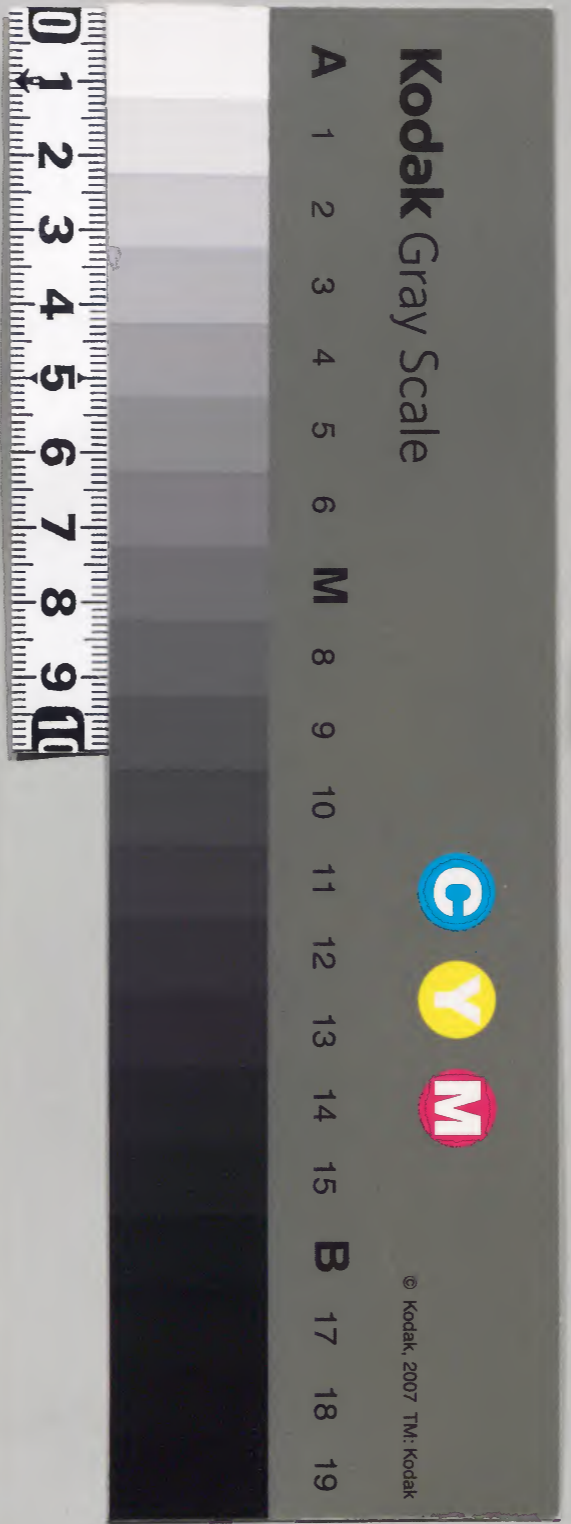 Kodak Gray Scale
C Y M
© Kodak, 2007 TM: Kodak
A 1 2 3 4 5 6 M 8 9 10 11 12 13 14 15 B 17 18 19
0 1 2 3 4 5 6 7 8 9 10